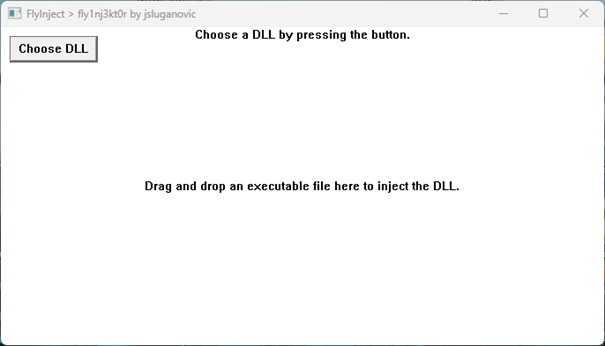 FlyInject > fly1nj3kt0r by jsluganovic
Choose a DLL by pressing the button.
Choose DLL
Drag and drop an executable file here to inject the DLL.